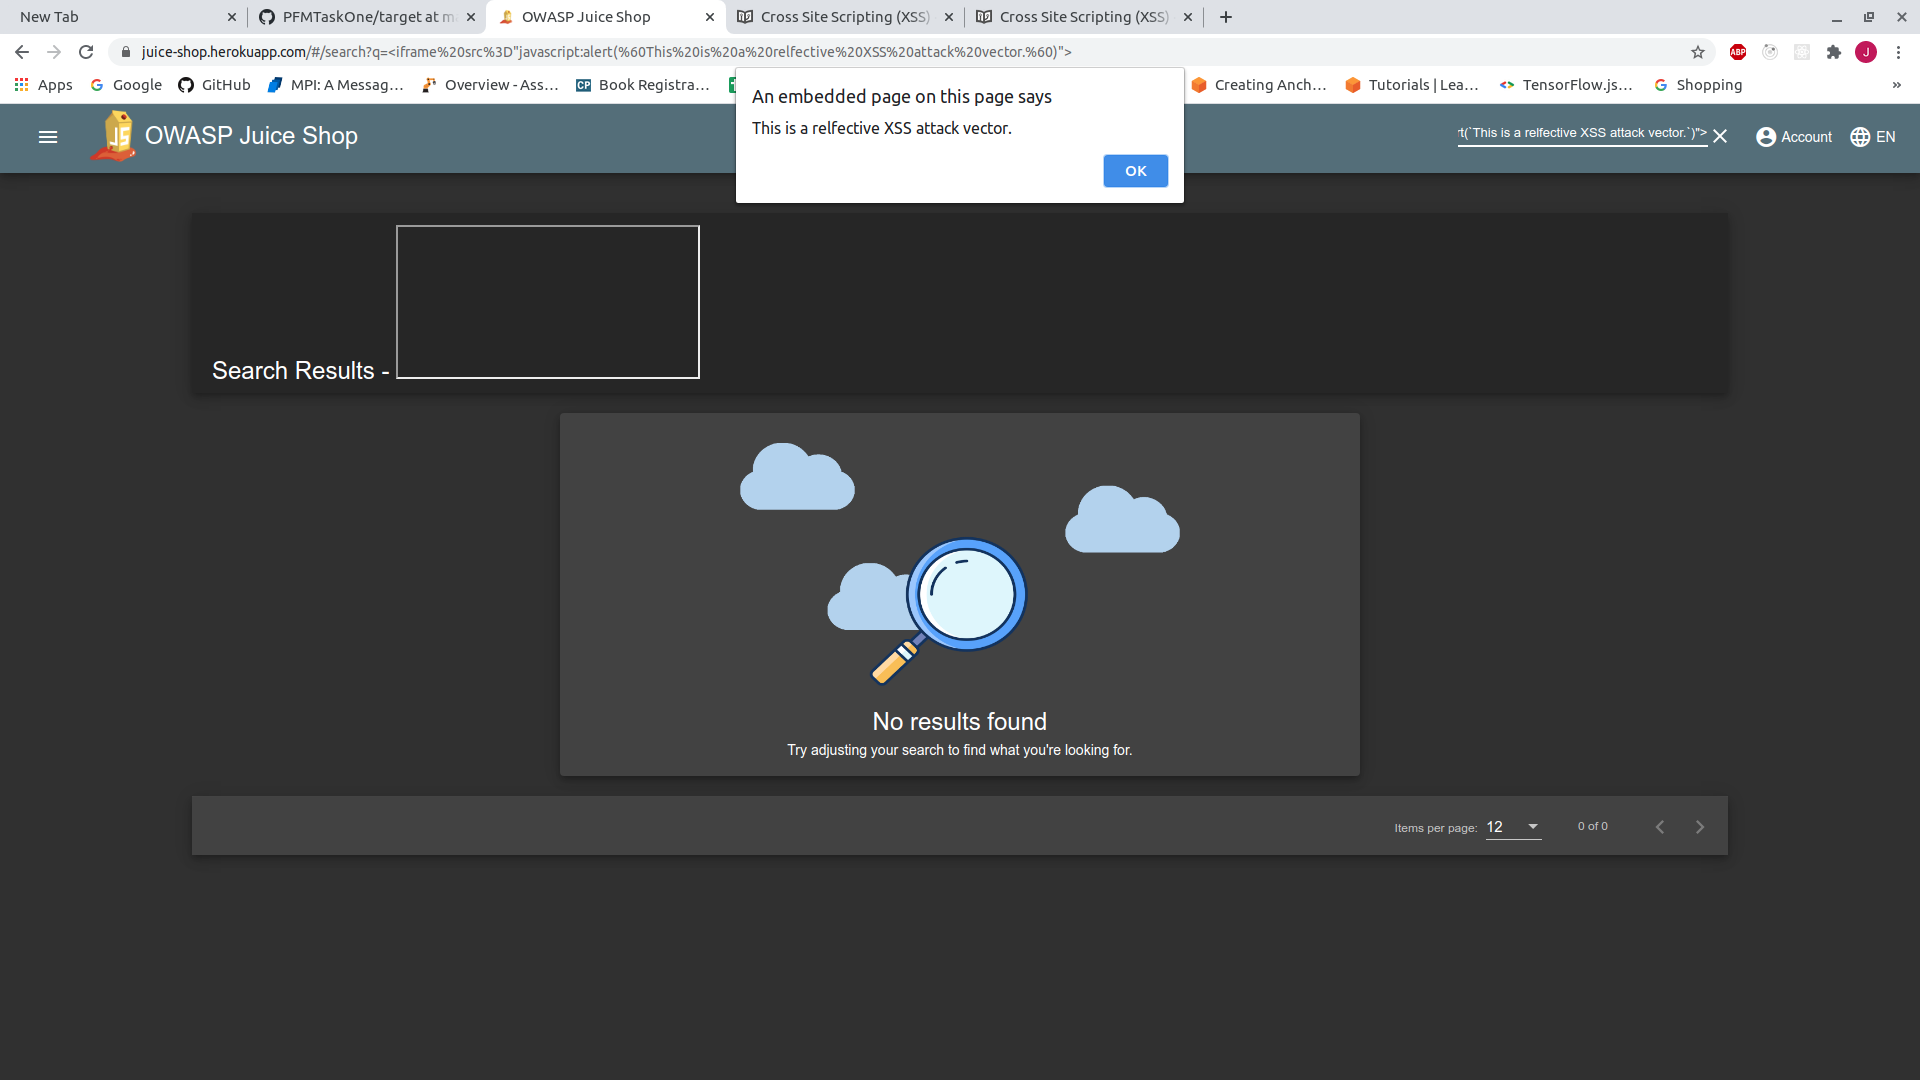 New Tab
PFMTaskOne/target at m
OWASP Juice Shop
Cross Site Scripting (XSS)
Cross Site Scripting (XSS)
juice-shop.herokuapp.com/#/search?q=<iframe%20src%3D"javascript:alert(%60This%20is%20a%20relfective%20XSS%20attack%20vector.%60)">
ABP
J
Apps
Google
GitHub
MPI: A Messag...
Overview - Ass...
CP
Book Registra...
Creating Anch...
Tutorials | Lea...
TensorFlow.js...
Shopping
»
An embedded page on this page says
This is a relfective XSS attack vector.
OK
JS
OWASP Juice Shop
t(`This is a relfective XSS attack vector.`)">
Account
EN
Search Results -
No results found
Try adjusting your search to find what you're looking for.
Items per page:
12
0 of 0